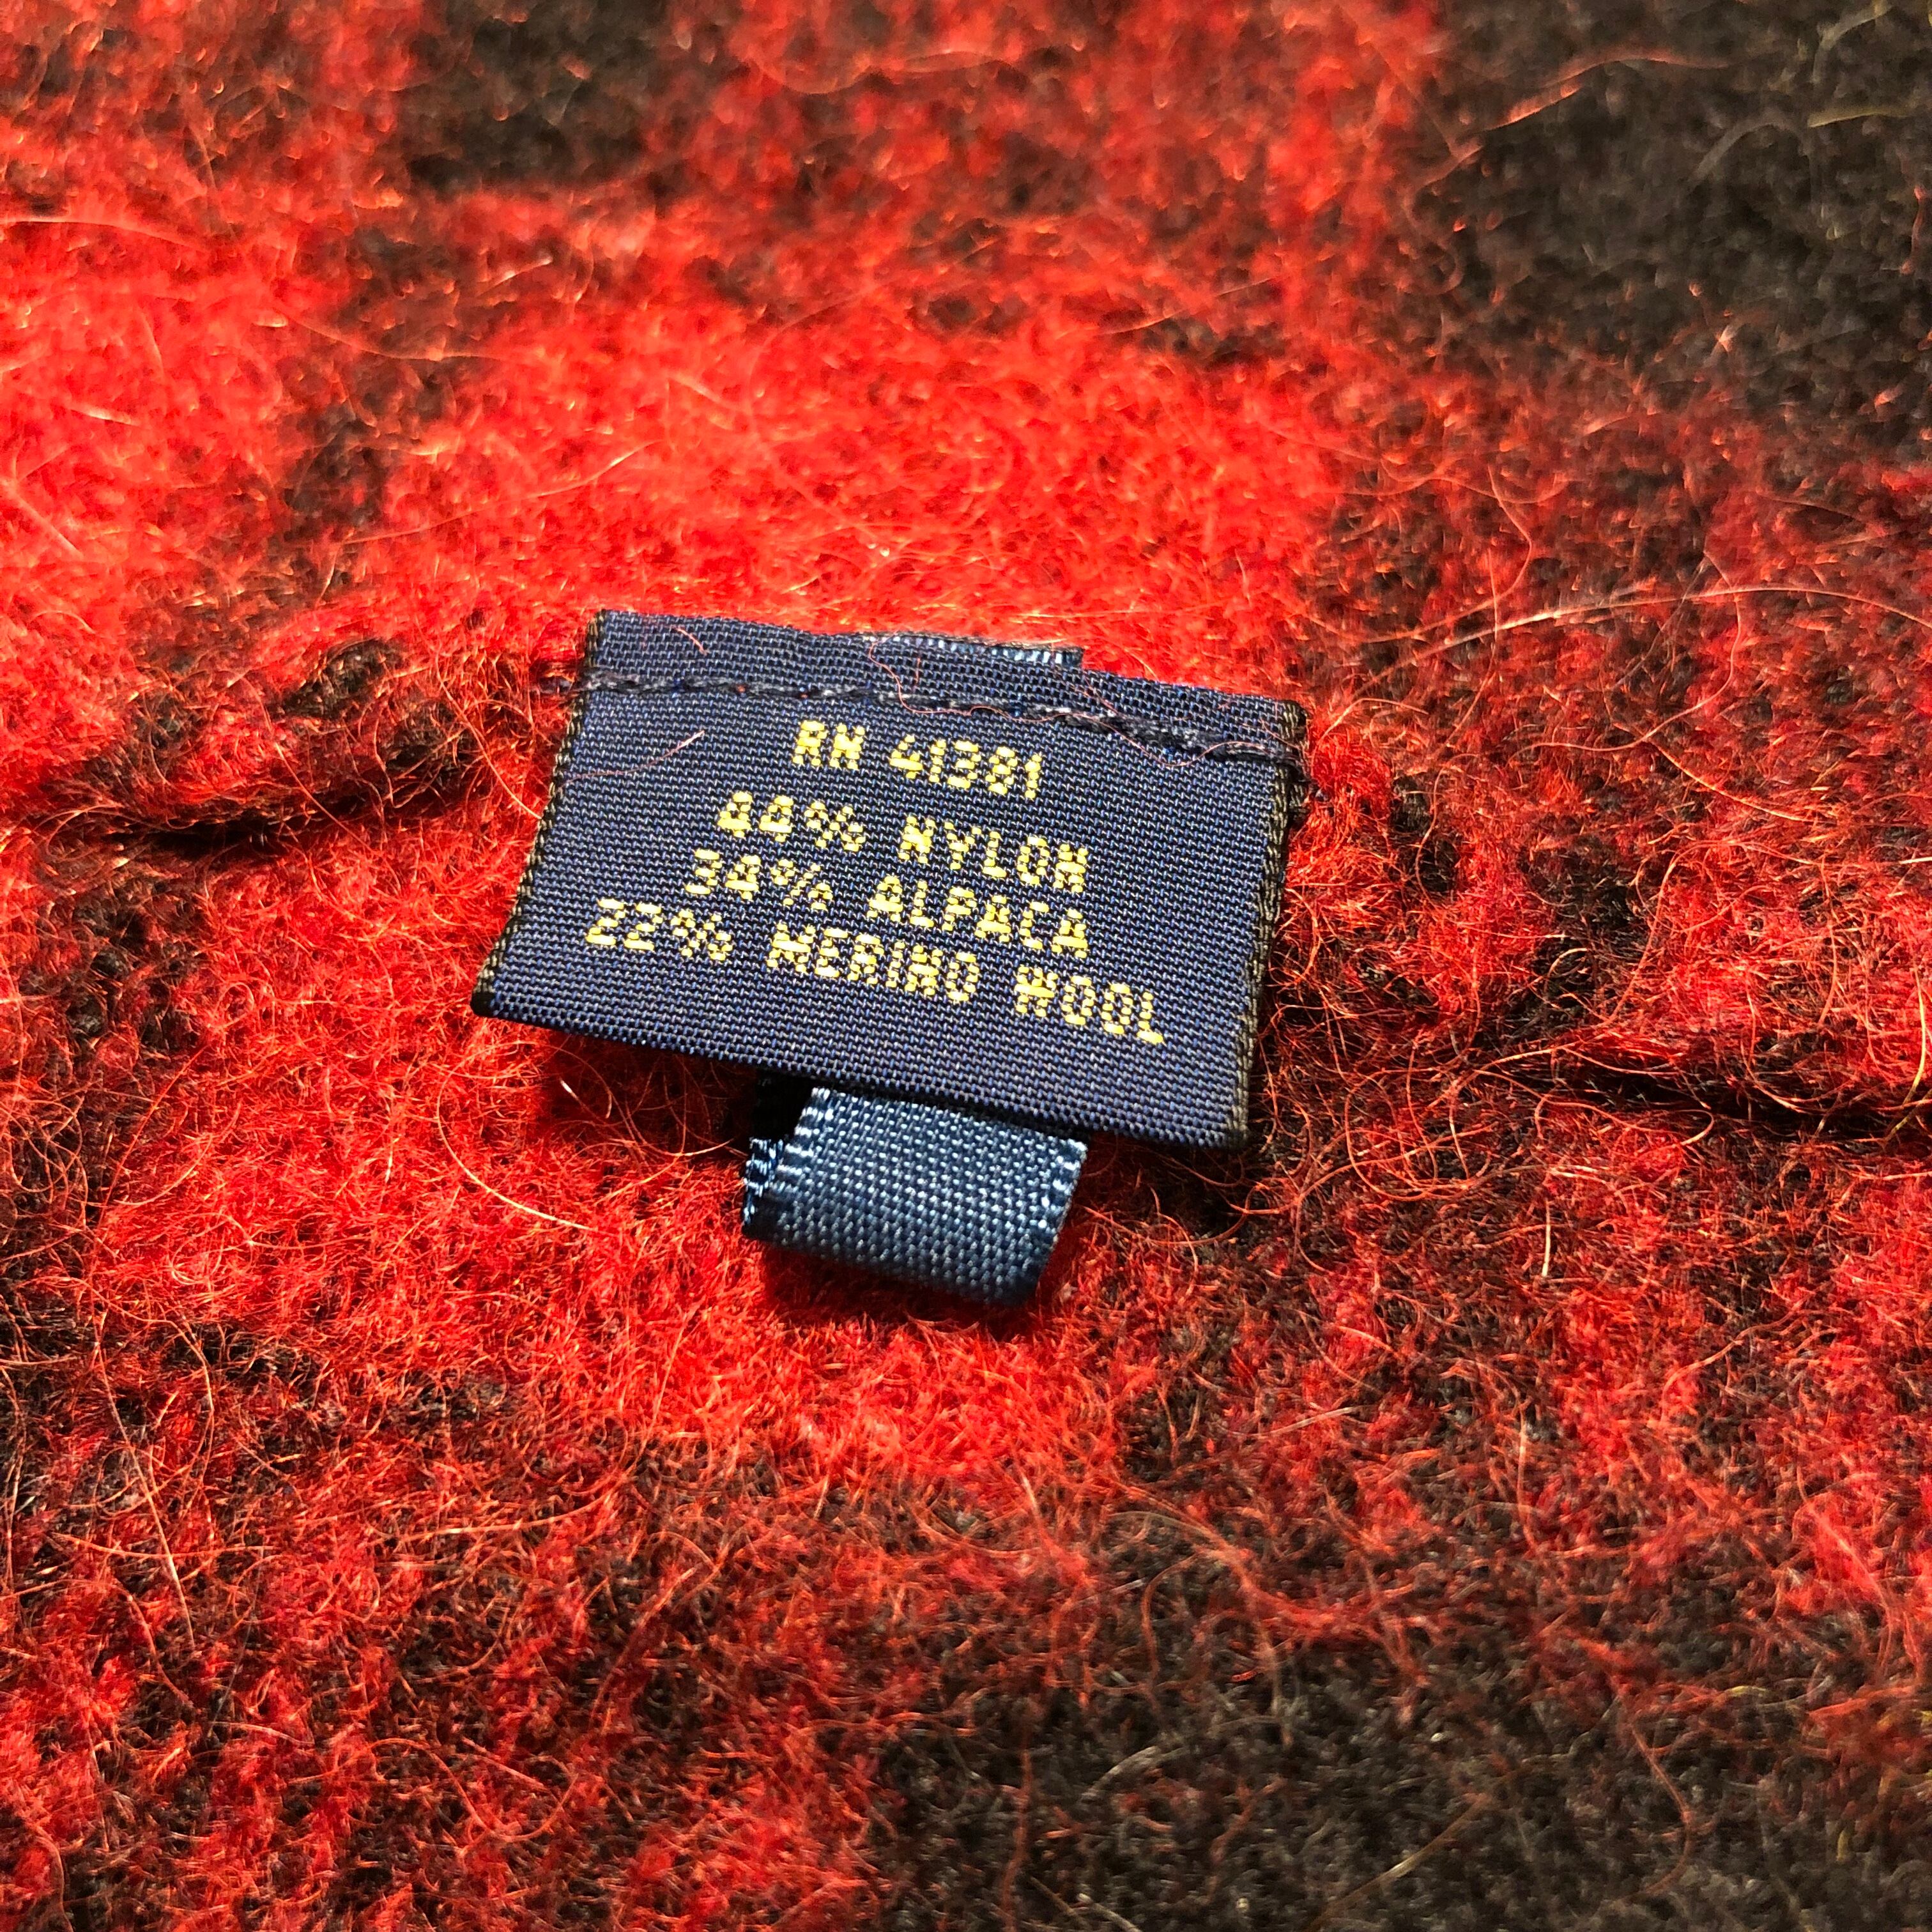 RN 41381
44% NYLON
34% ALPACA
22% MERINO WOOL